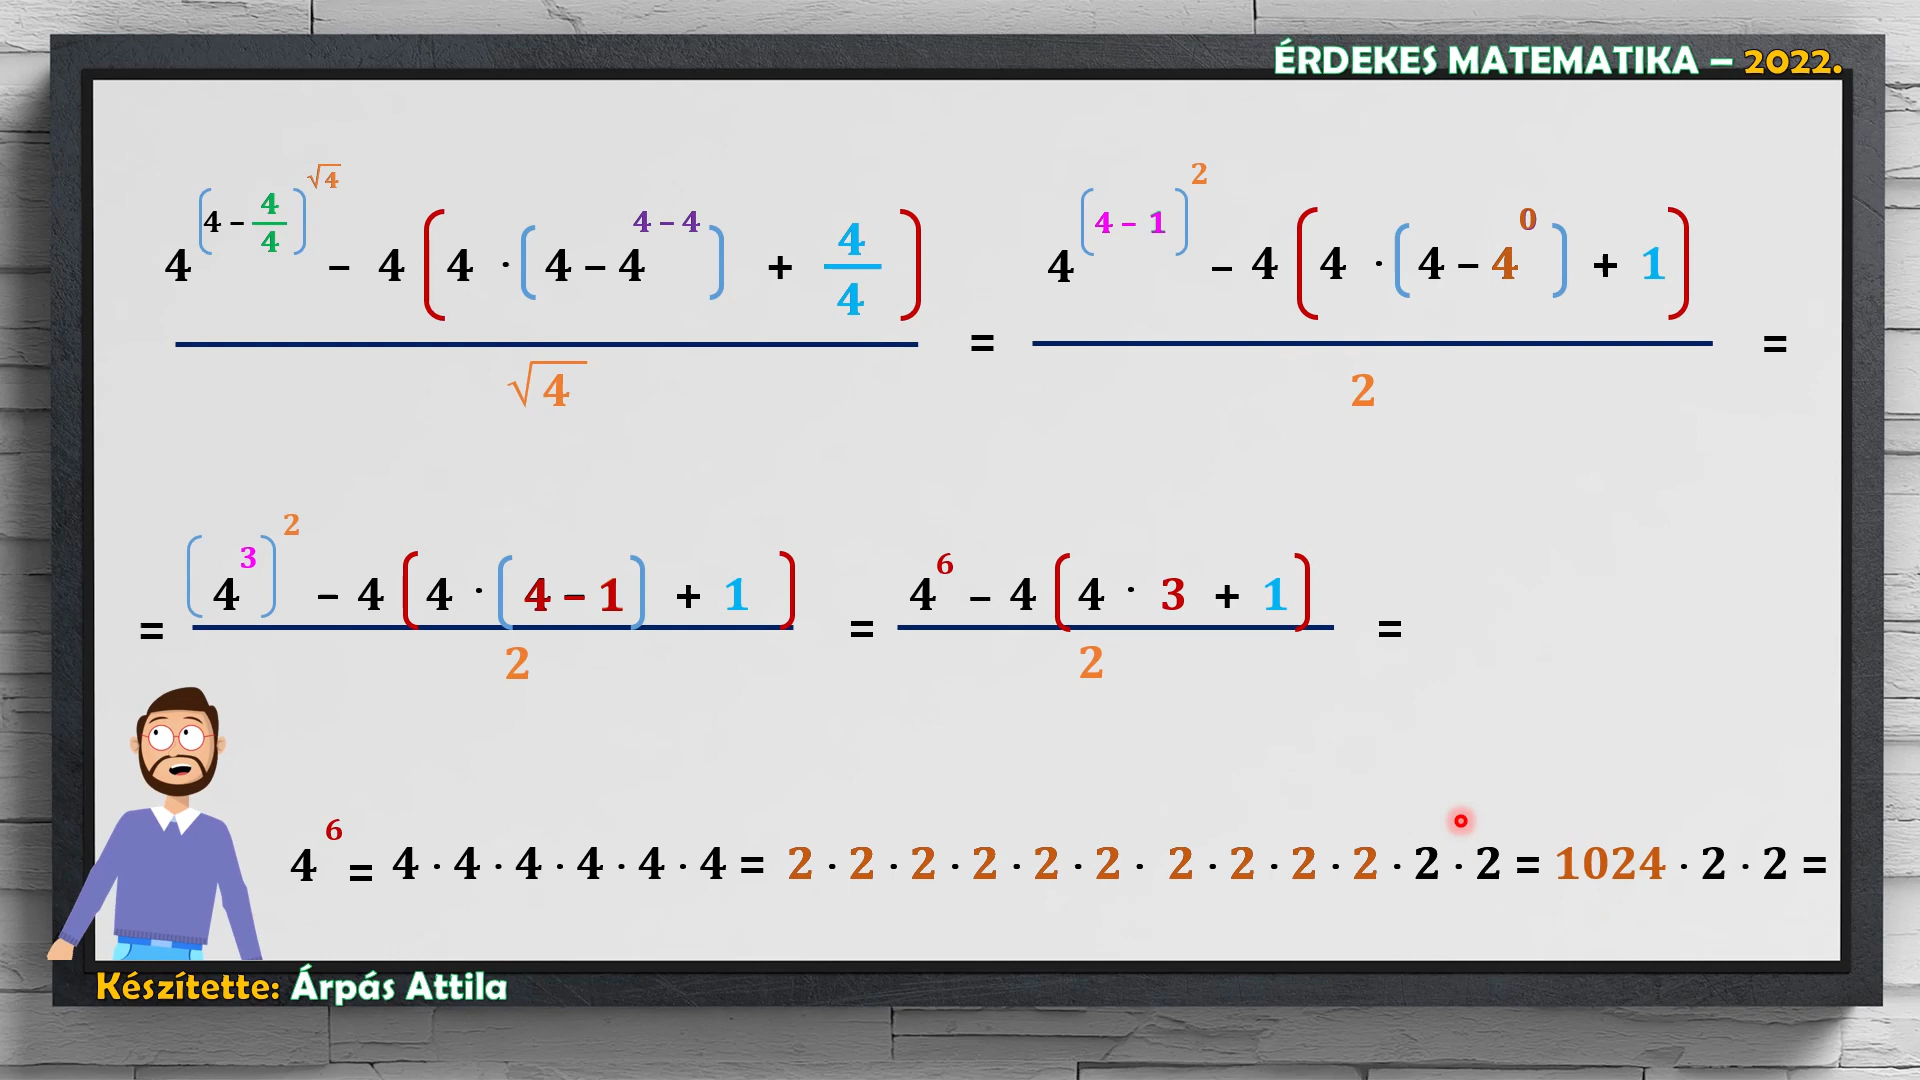 ÉRDEKES MATEMATIKA – 2022.
4^[4 – 4/4]^√4 – 4 [4 · [4 – 4^4 – 4] + 4/4] / √4 = 4^[4 – 1]^2 – 4 [4 · [4 – 4^0] + 1] / 2 =
= [4^3]^2 – 4 [4 · [4 – 1] + 1] / 2 = 4^6 – 4 [4 · 3 + 1] / 2 =
4^6 = 4 · 4 · 4 · 4 · 4 · 4 = 2 · 2 · 2 · 2 · 2 · 2 · 2 · 2 · 2 · 2 · 2 · 2 = 1024 · 2 · 2 =
Készítette: Árpás Attila